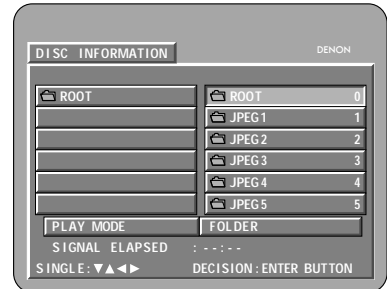 DISC INFORMATION DENON
ROOT ROOT 0
JPEG1 1
JPEG2 2
JPEG3 3
JPEG4 4
JPEG5 5
PLAY MODE FOLDER
SIGNAL ELAPSED : --:--
SINGLE:▼▲◀▶ DECISION:ENTER BUTTON